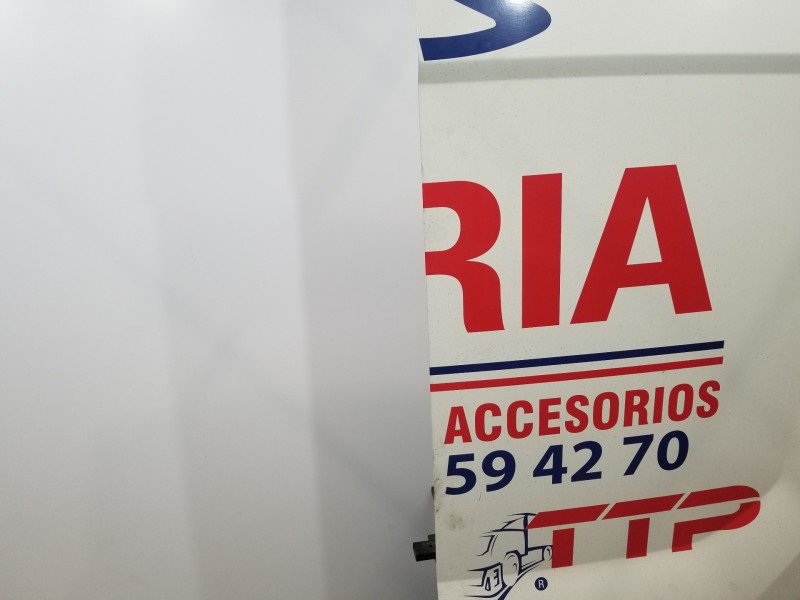 RIA
ACCESORIOS
59 42 70
TTP
®